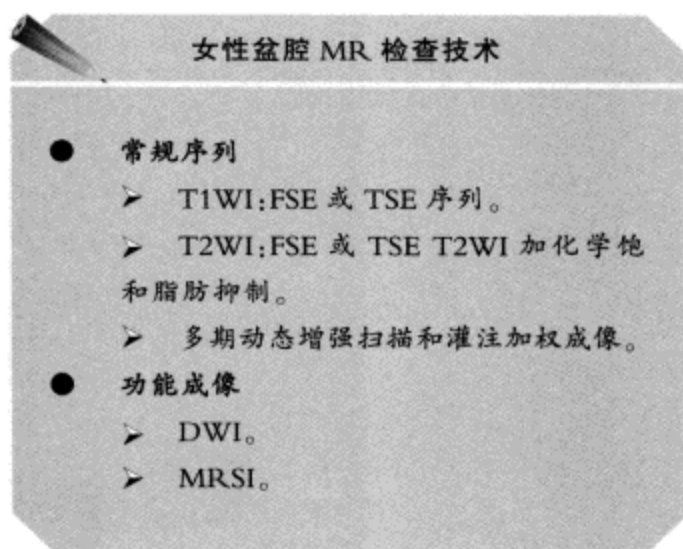 女性盆腔 MR 检查技术
● 常规序列
➢ T1WI:FSE 或 TSE 序列。
➢ T2WI:FSE 或 TSE T2WI 加化学饱
和脂肪抑制。
➢ 多期动态增强扫描和灌注加权成像。
● 功能成像
➢ DWI。
➢ MRSI。